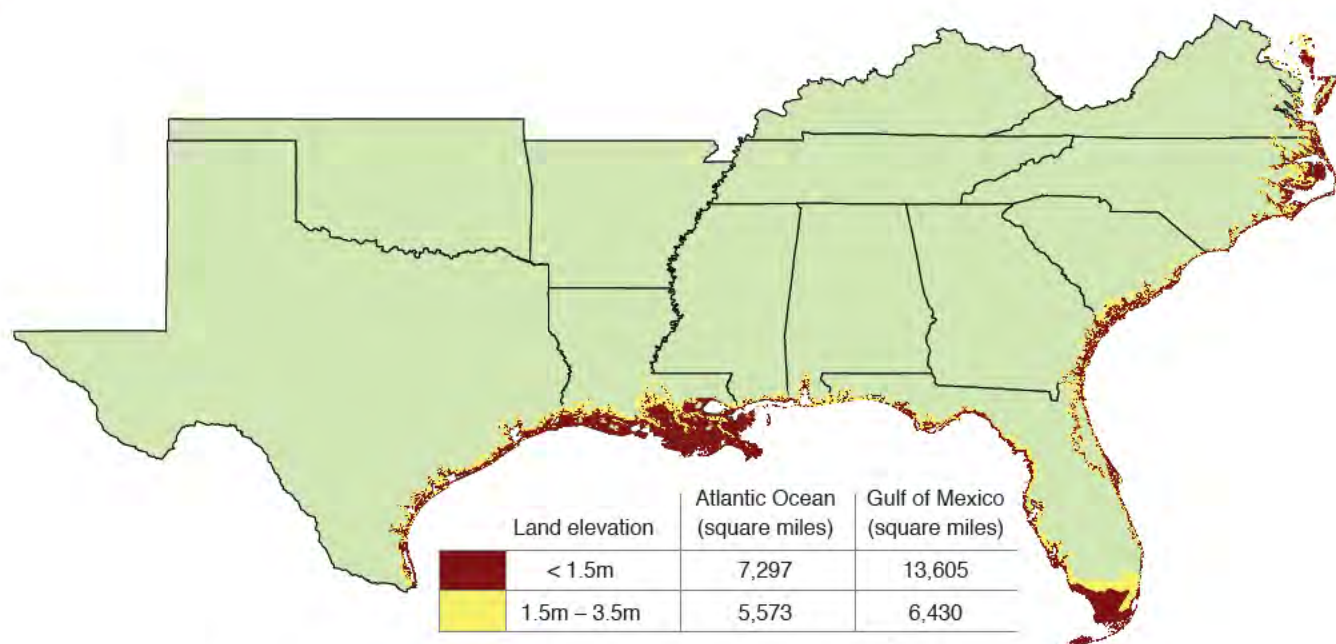 Land elevation Atlantic Ocean (square miles) Gulf of Mexico (square miles)
< 1.5m 7,297 13,605
1.5m – 3.5m 5,573 6,430